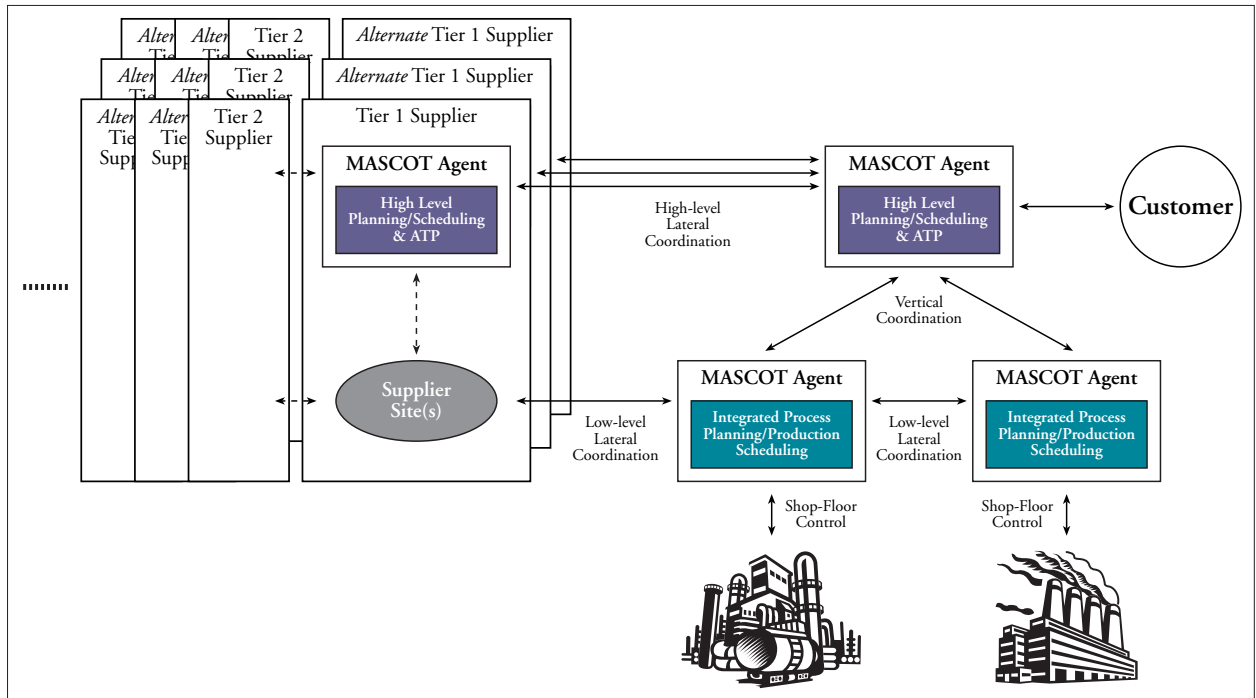 Alternate Tier 1 Supplier
Tier 2
Supplier
Alternate Tier 1 Supplier
Tier 2
Supplier
Tier 1 Supplier
Tier 2
Supplier
MASCOT Agent
High Level
Planning/Scheduling
& ATP
Supplier
Site(s)
High-level
Lateral
Coordination
MASCOT Agent
High Level
Planning/Scheduling
& ATP
Customer
Vertical
Coordination
Low-level
Lateral
Coordination
MASCOT Agent
Integrated Process
Planning/Production
Scheduling
Low-level
Lateral
Coordination
MASCOT Agent
Integrated Process
Planning/Production
Scheduling
Shop-Floor
Control
Shop-Floor
Control